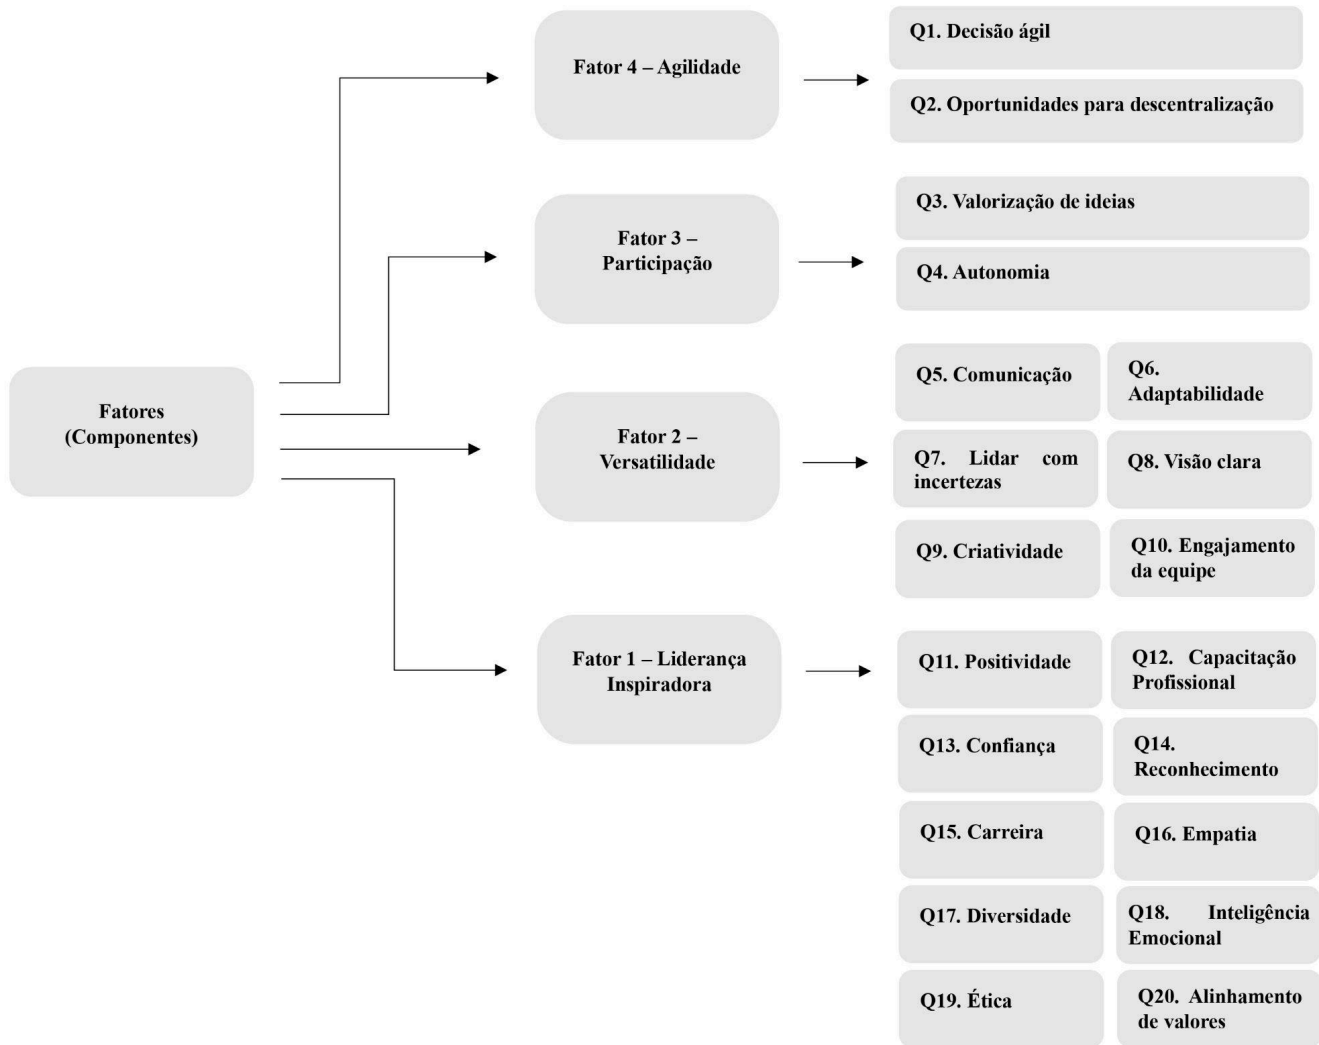 Fatores
(Componentes)
Fator 4 – Agilidade
Q1. Decisão ágil
Q2. Oportunidades para descentralização
Fator 3 –
Participação
Q3. Valorização de ideias
Q4. Autonomia
Fator 2 –
Versatilidade
Q5. Comunicação
Q6.
Adaptabilidade
Q7. Lidar com
incertezas
Q8. Visão clara
Q9. Criatividade
Q10. Engajamento
da equipe
Fator 1 – Liderança
Inspiradora
Q11. Positividade
Q12. Capacitação
Profissional
Q13. Confiança
Q14.
Reconhecimento
Q15. Carreira
Q16. Empatia
Q17. Diversidade
Q18. Inteligência
Emocional
Q19. Ética
Q20. Alinhamento
de valores